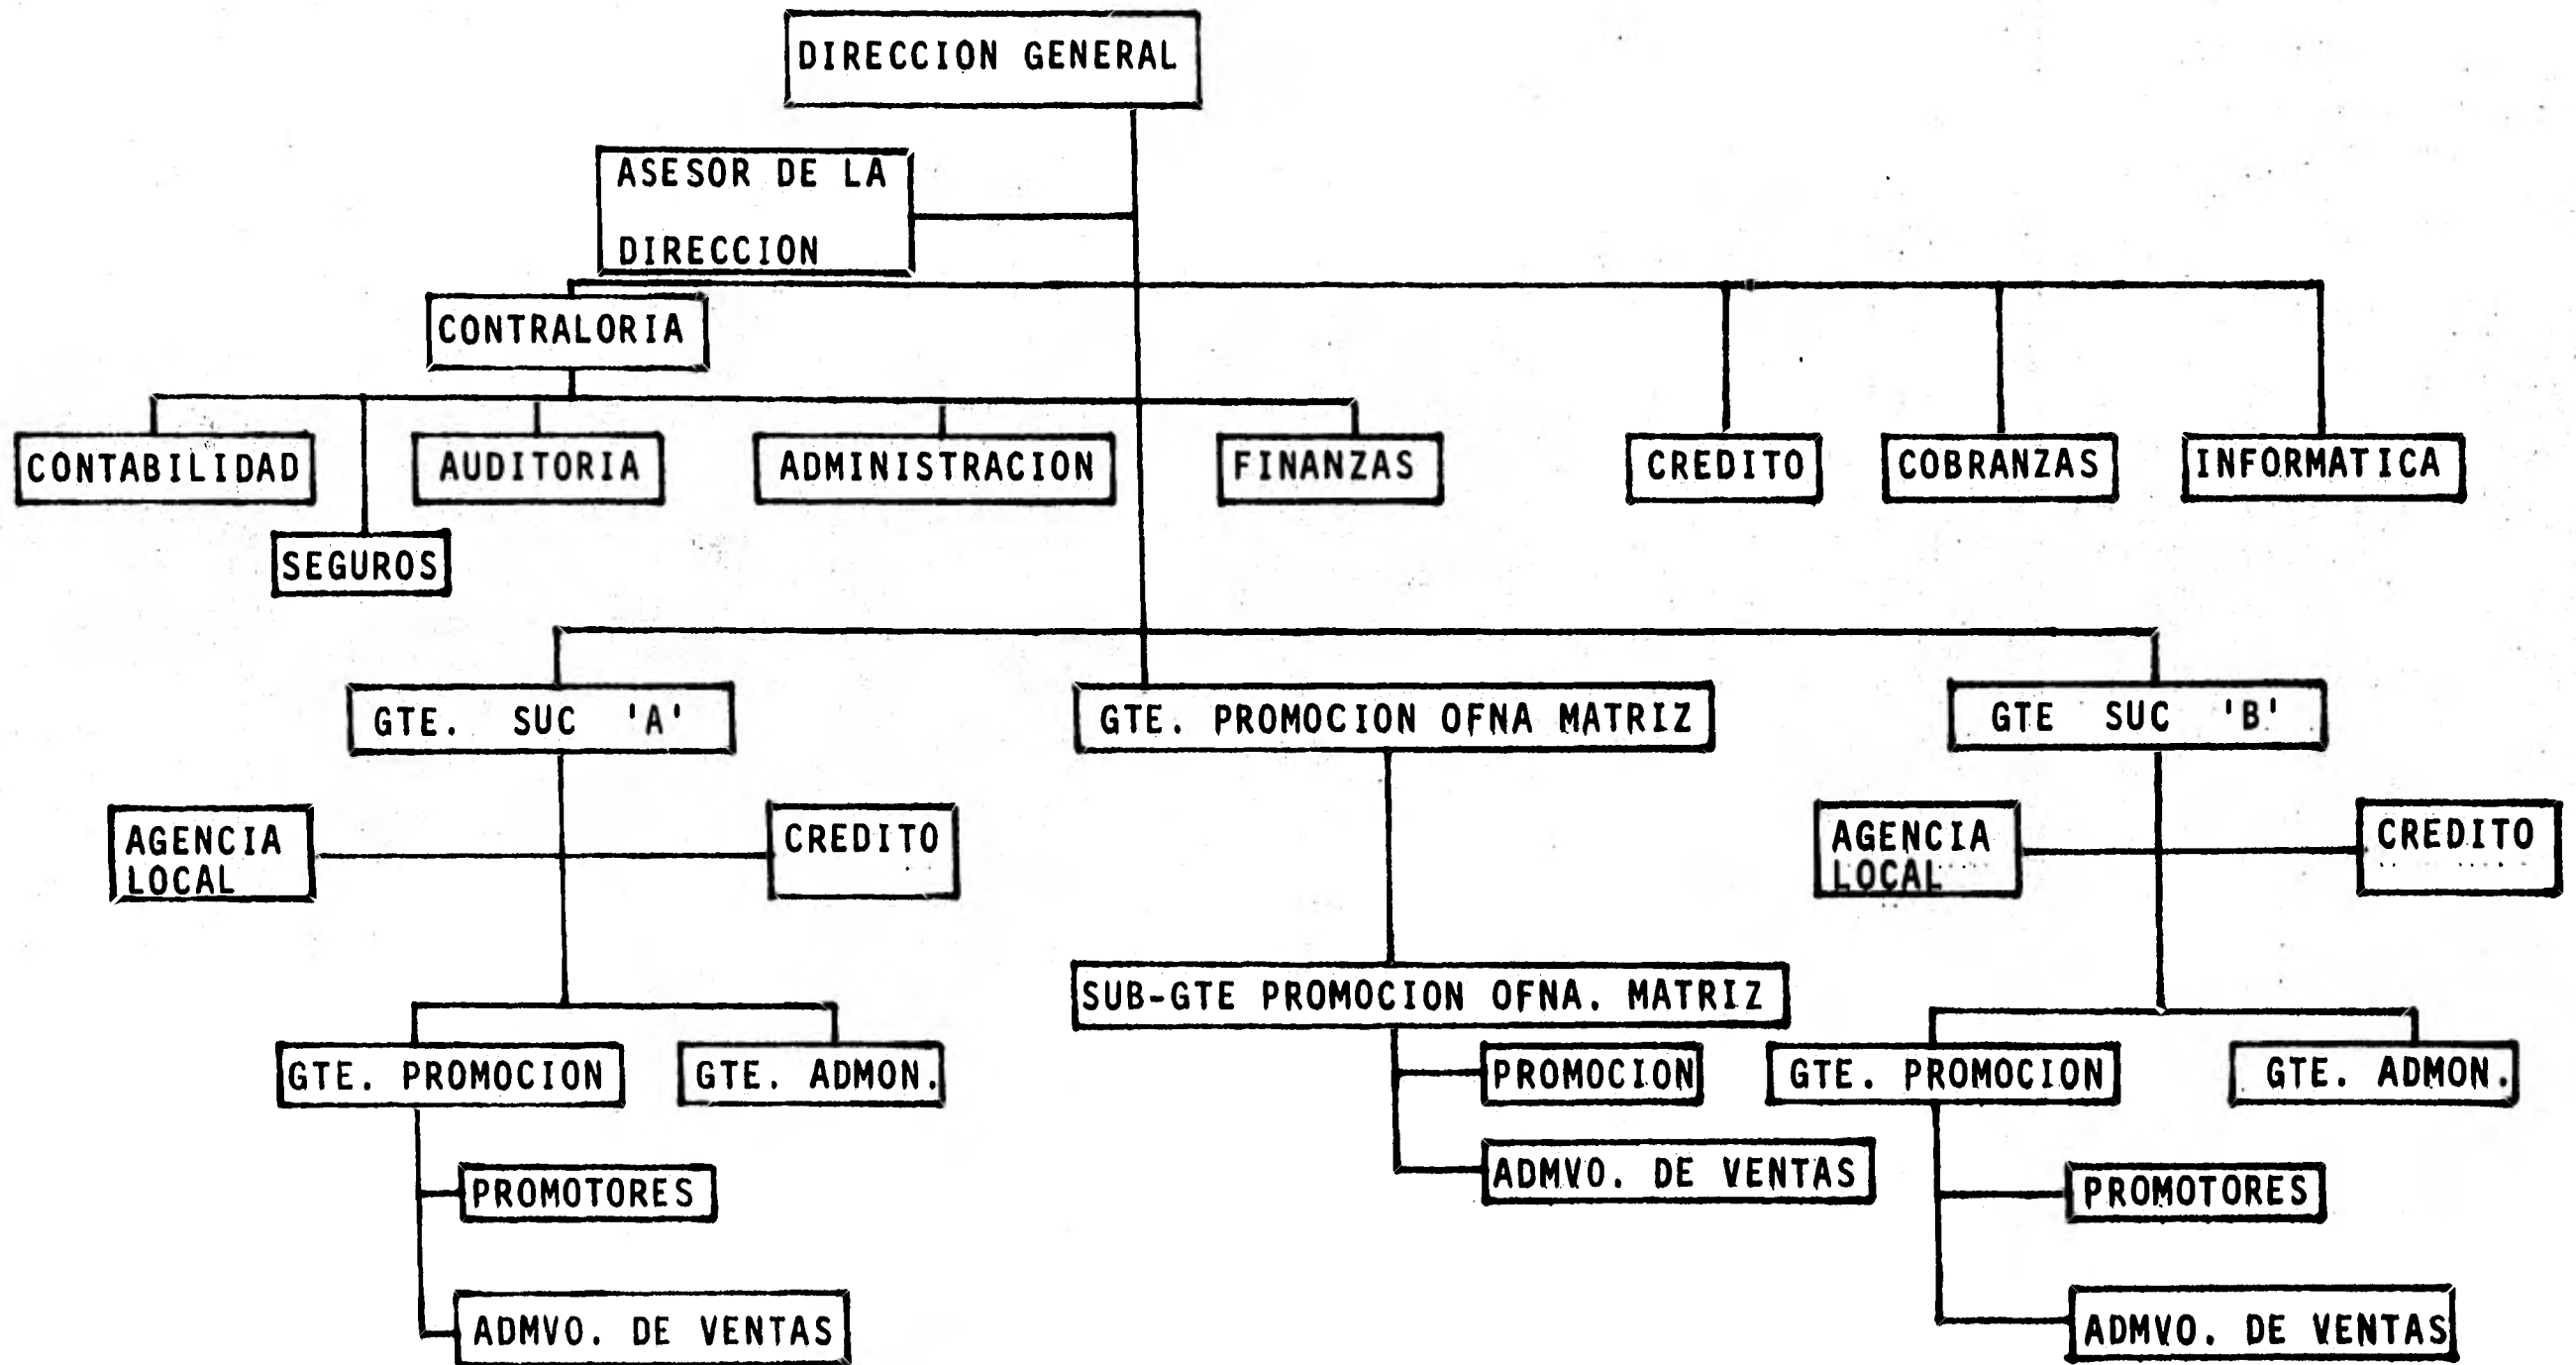 DIRECCION GENERAL
ASESOR DE LA
DIRECCION
CONTRALORIA
CONTABILIDAD
AUDITORIA
ADMINISTRACION
FINANZAS
CREDITO
COBRANZAS
INFORMATICA
SEGUROS
GTE. SUC 'A'
GTE. PROMOCION OFNA MATRIZ
GTE SUC 'B'
AGENCIA
LOCAL
CREDITO
AGENCIA
LOCAL
CREDITO
SUB-GTE PROMOCION OFNA. MATRIZ
GTE. PROMOCION
GTE. ADMON.
PROMOCION
GTE. PROMOCION
GTE. ADMON.
ADMVO. DE VENTAS
PROMOTORES
PROMOTORES
ADMVO. DE VENTAS
ADMVO. DE VENTAS